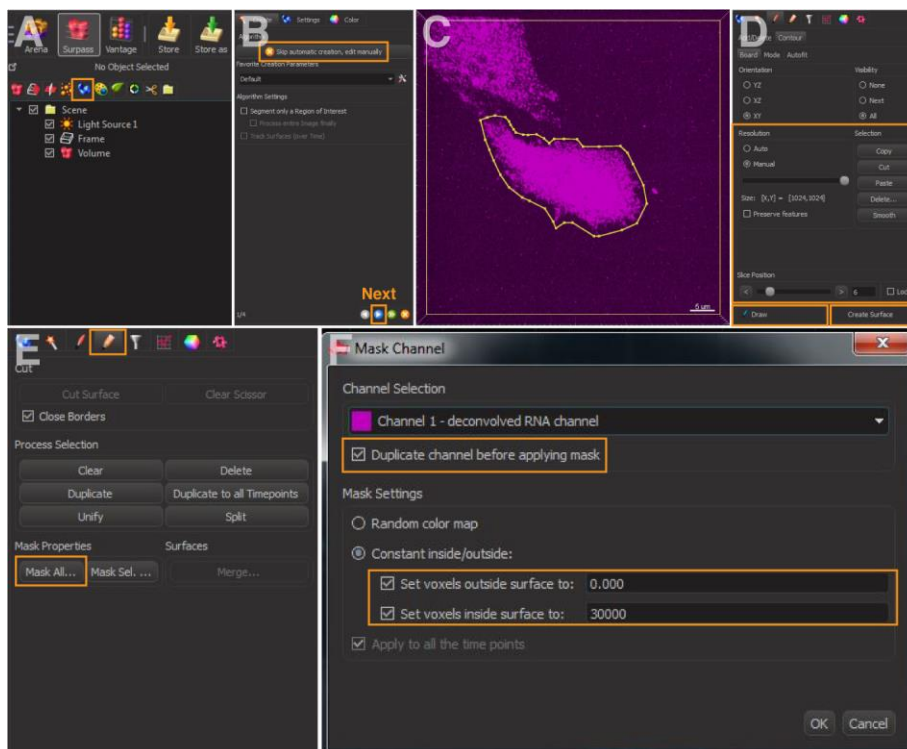 A
Arena
Surpass
Vantage
Store
Store as
No Object Selected
Scene
Light Source 1
Frame
Volume
B
Settings
Color
Algorithm
Skip automatic creation, edit manually
Favorite Creation Parameters
Default
Algorithm Settings
Segment only a Region of Interest
Process entire Image finally
Track Surfaces (over Time)
Next
1/4
C
5 um
D
Contour
Board Mode Autofit
Orientation Visibility
YZ None
XZ Next
XY All
Resolution Selection
Auto Copy
Manual Cut
Paste
Size: [X,Y] = [1024,1024] Delete...
Preserve features Smooth
Slice Position
< > 6
Draw Create Surface
E
Cut
Cut Surface Clear Scissor
Close Borders
Process Selection
Clear Delete
Duplicate Duplicate to all Timepoints
Unify Split
Mask Properties Surfaces
Mask All... Mask Sel. ... Merge...
F
Mask Channel
x
Channel Selection
Channel 1 - deconvolved RNA channel
Duplicate channel before applying mask
Mask Settings
Random color map
Constant inside/outside:
Set voxels outside surface to: 0.000
Set voxels inside surface to: 30000
Apply to all the time points
OK Cancel